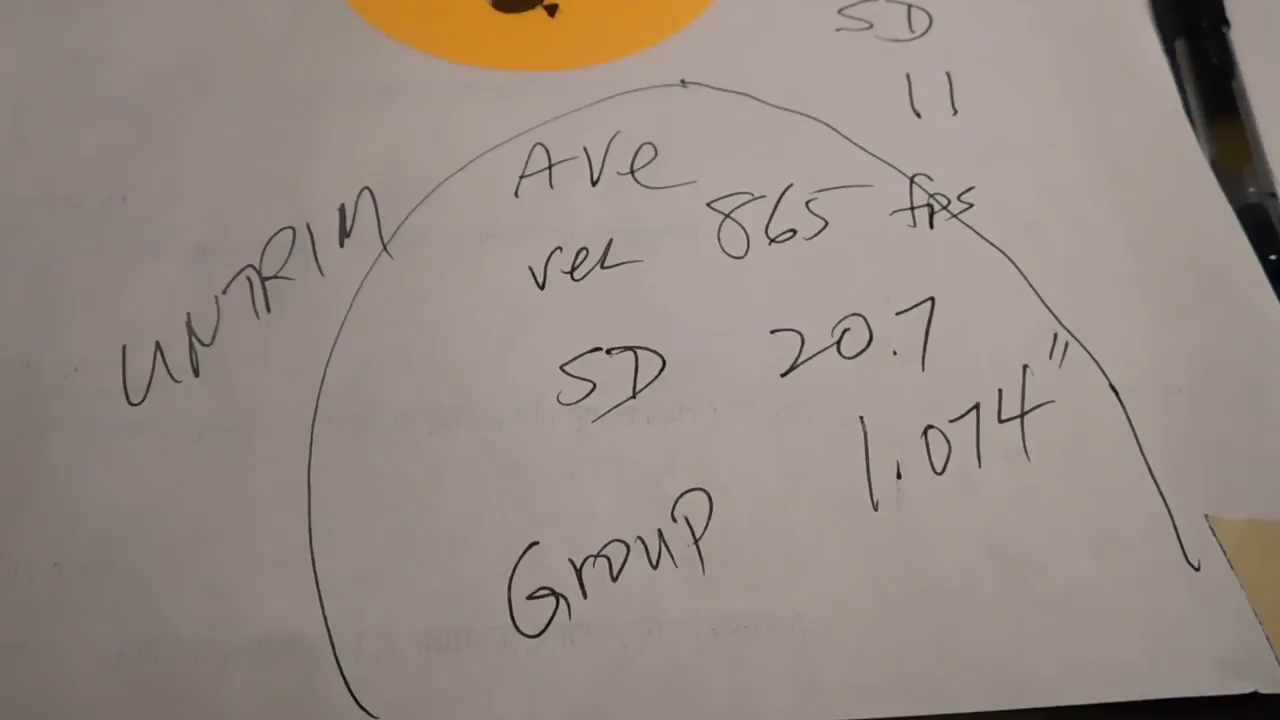 SD
11
UNTRIM
Ave
vel 865 fps
SD 20.7
Group 1.074"